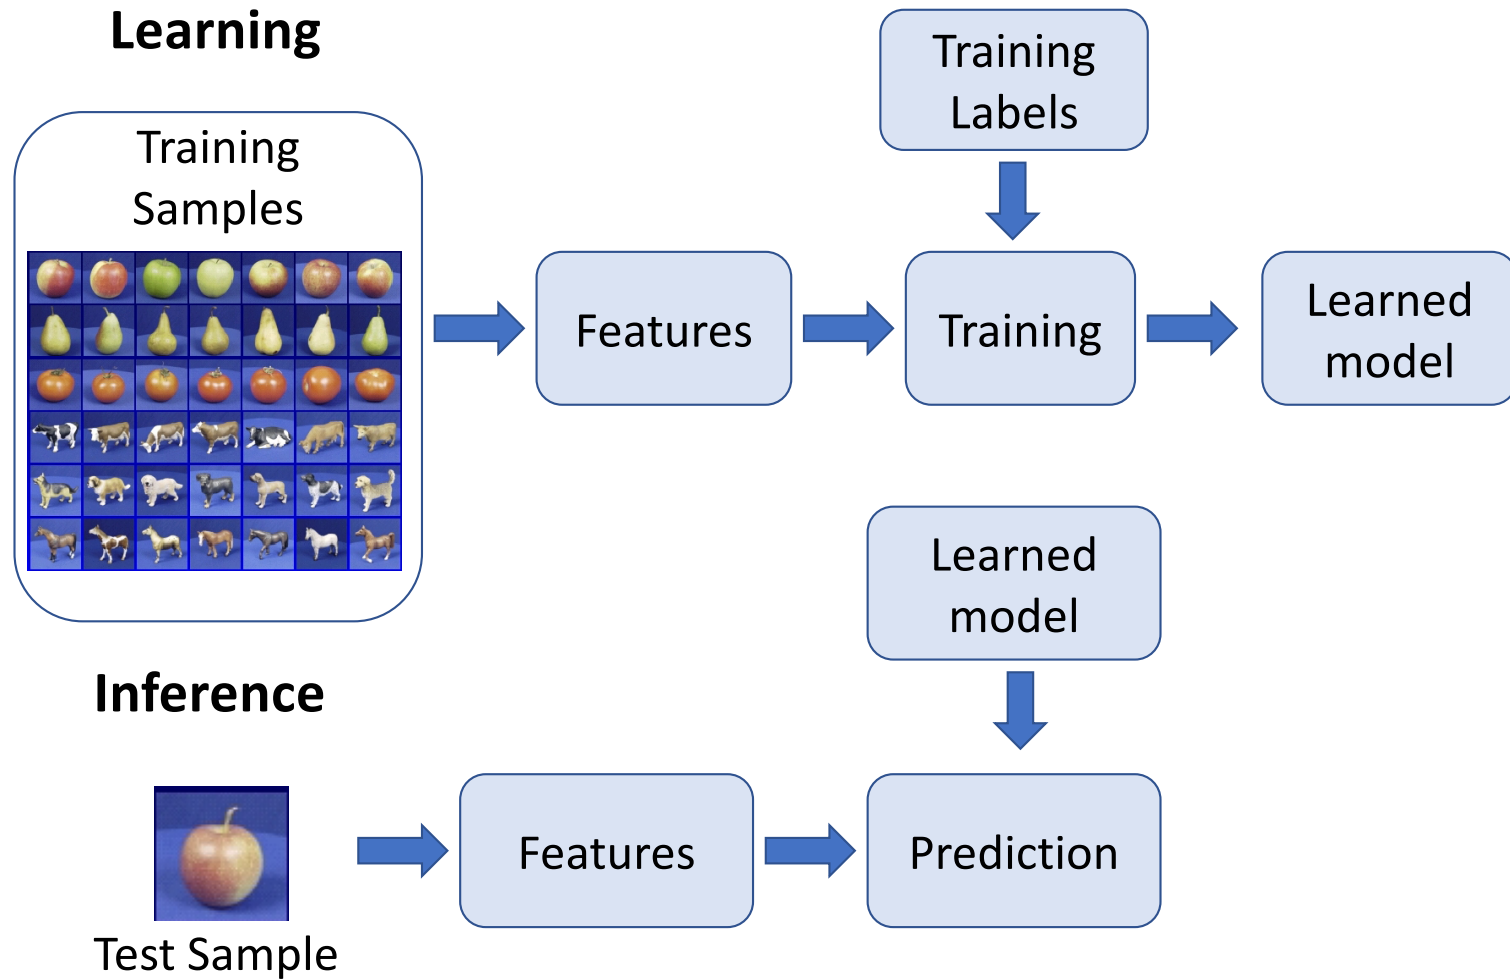 Learning
Training
Labels
Training
Samples
Features
Training
Learned
model
Learned
model
Inference
Features
Prediction
Test Sample